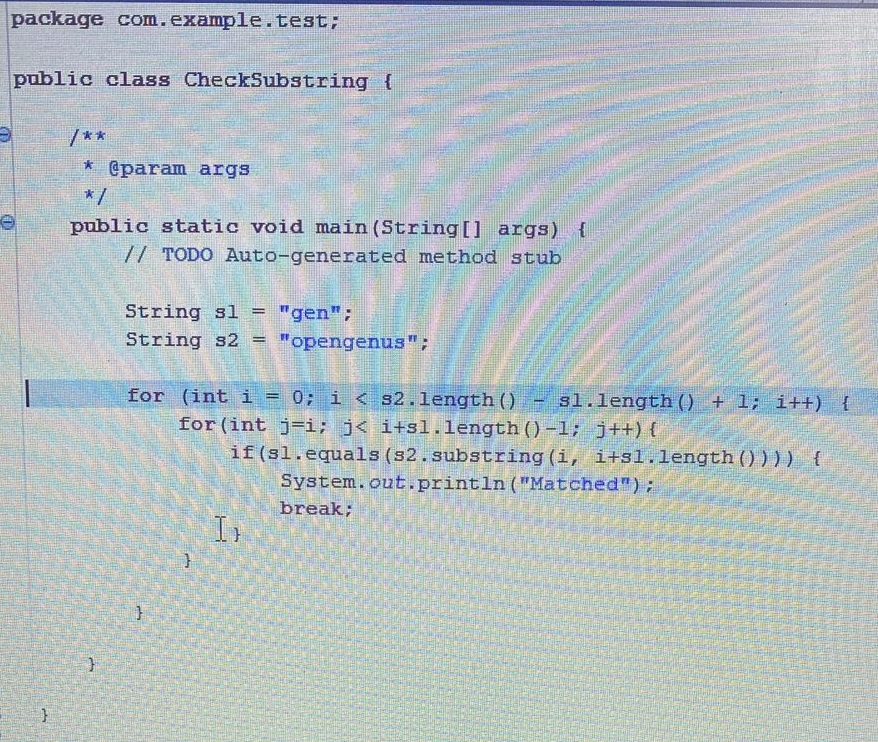 package com.example.test;
public class CheckSubstring {
/**
* @param args
*/
public static void main(String[] args) {
// TODO Auto-generated method stub
String s1 = "gen";
String s2 = "opengenus";
for (int i = 0; i < s2.length() - s1.length() + 1; i++) {
for(int j=i; j< i+s1.length()-1; j++){
if(s1.equals(s2.substring(i, i+s1.length()))) {
System.out.println("Matched");
break;
}
}
}
}
}